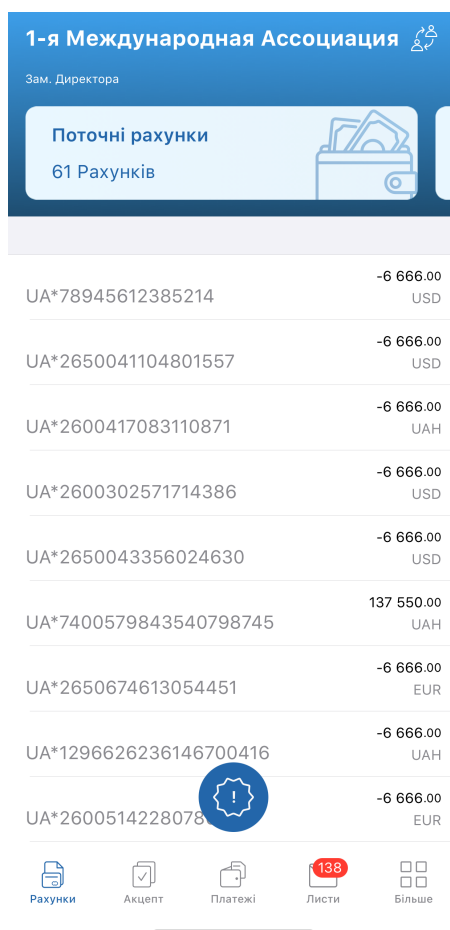 1-я Международная Ассоциация
Зам. Директора
Поточні рахунки
61 Рахунків
-6 666.00
UA*78945612385214
USD
-6 666.00
UA*2650041104801557
USD
-6 666.00
UA*2600417083110871
UAH
-6 666.00
UA*2600302571714386
USD
-6 666.00
UA*2650043356024630
USD
137 550.00
UA*7400579843540798745
UAH
-6 666.00
UA*2650674613054451
EUR
-6 666.00
UA*1296626236146700416
UAH
-6 666.00
UA*260051422807
EUR
138
Рахунки Акцепт Платежі Листи Більше